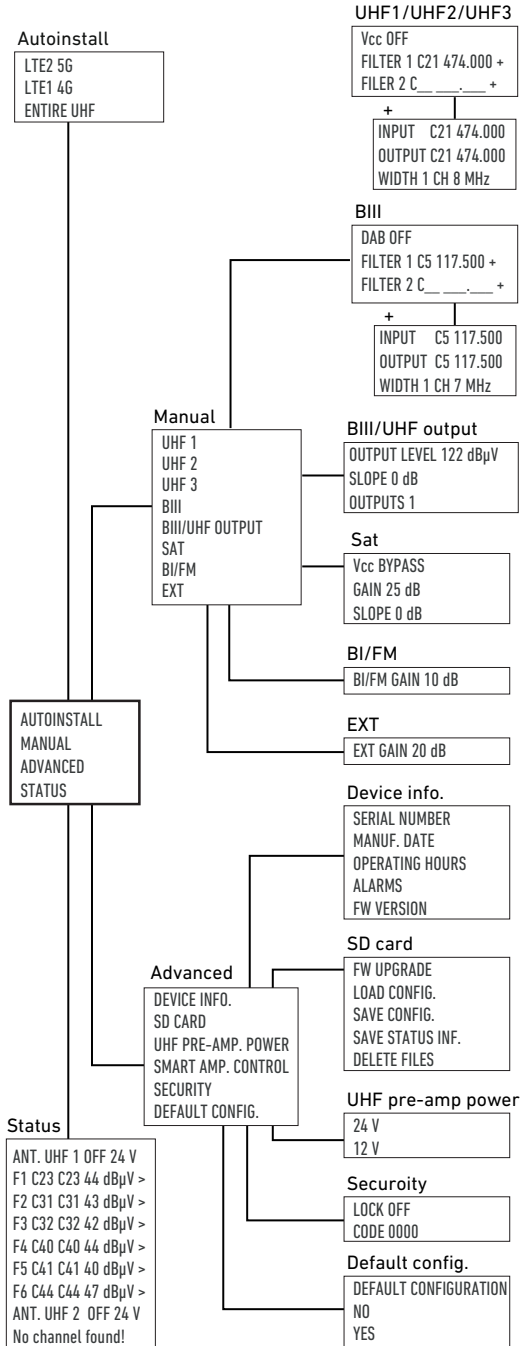 Autoinstall
LTE2 5G
LTE1 4G
ENTIRE UHF
UHF1/UHF2/UHF3
Vcc OFF
FILTER 1 C21 474.000 +
FILER 2 C__ ___.___ +
+
INPUT C21 474.000
OUTPUT C21 474.000
WIDTH 1 CH 8 MHz
BIII
DAB OFF
FILTER 1 C5 117.500 +
FILTER 2 C__ ___.___ +
+
INPUT C5 117.500
OUTPUT C5 117.500
WIDTH 1 CH 7 MHz
Manual
UHF 1
UHF 2
UHF 3
BIII
BIII/UHF OUTPUT
SAT
BI/FM
EXT
BIII/UHF output
OUTPUT LEVEL 122 dBµV
SLOPE 0 dB
OUTPUTS 1
Sat
Vcc BYPASS
GAIN 25 dB
SLOPE 0 dB
BI/FM
BI/FM GAIN 10 dB
EXT
EXT GAIN 20 dB
AUTOINSTALL
MANUAL
ADVANCED
STATUS
Device info.
SERIAL NUMBER
MANUF. DATE
OPERATING HOURS
ALARMS
FW VERSION
Advanced
DEVICE INFO.
SD CARD
UHF PRE-AMP. POWER
SMART AMP. CONTROL
SECURITY
DEFAULT CONFIG.
SD card
FW UPGRADE
LOAD CONFIG.
SAVE CONFIG.
SAVE STATUS INF.
DELETE FILES
UHF pre-amp power
24 V
12 V
Securoity
LOCK OFF
CODE 0000
Default config.
DEFAULT CONFIGURATION
NO
YES
Status
ANT. UHF 1 OFF 24 V
F1 C23 C23 44 dBµV >
F2 C31 C31 43 dBµV >
F3 C32 C32 42 dBµV >
F4 C40 C40 44 dBµV >
F5 C41 C41 40 dBµV >
F6 C44 C44 47 dBµV >
ANT. UHF 2 OFF 24 V
No channel found!